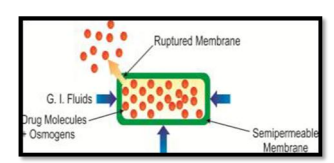 Ruptured Membrane
G. I. Fluids
Drug Molecules
+ Osmogens
Semipermeable
Membrane